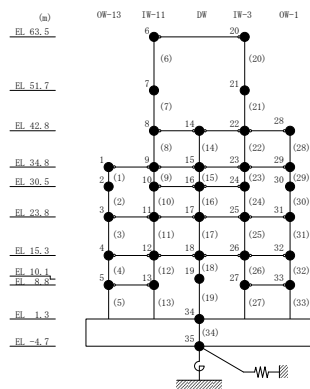 (m) OW-13 IW-11 DW IW-3 OW-1
EL 63.5 6 20
(6) (20)
EL 51.7 7 21
(7) (21)
EL 42.8 8 14 22 28
(8) (14) (22) (28)
EL 34.8 1 9 15 23 29
(1) (9) (15) (23) (29)
EL 30.5 2 10 16 24 30
(2) (10) (16) (24) (30)
EL 23.8 3 11 17 25 31
(3) (11) (17) (25) (31)
EL 15.3 4 12 18 26 32
(4) (12) (18) (26) (32)
EL 10.1 19
EL 8.8 5 13 27 33
(5) (13) (19) (27) (33)
EL 1.3 34
(34)
EL -4.7 35